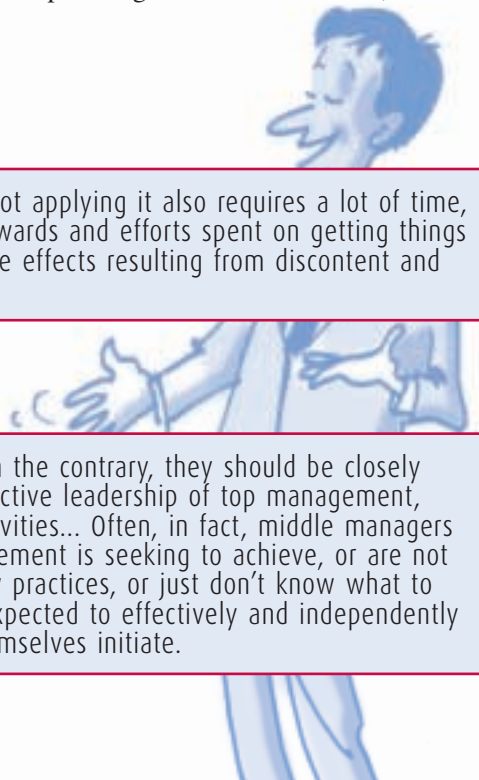 ot applying it also requires a lot of time,
wards and efforts spent on getting things
e effects resulting from discontent and
n the contrary, they should be closely
ctive leadership of top management,
vities... Often, in fact, middle managers
ement is seeking to achieve, or are not
practices, or just don't know what to
xpected to effectively and independently
mselves initiate.